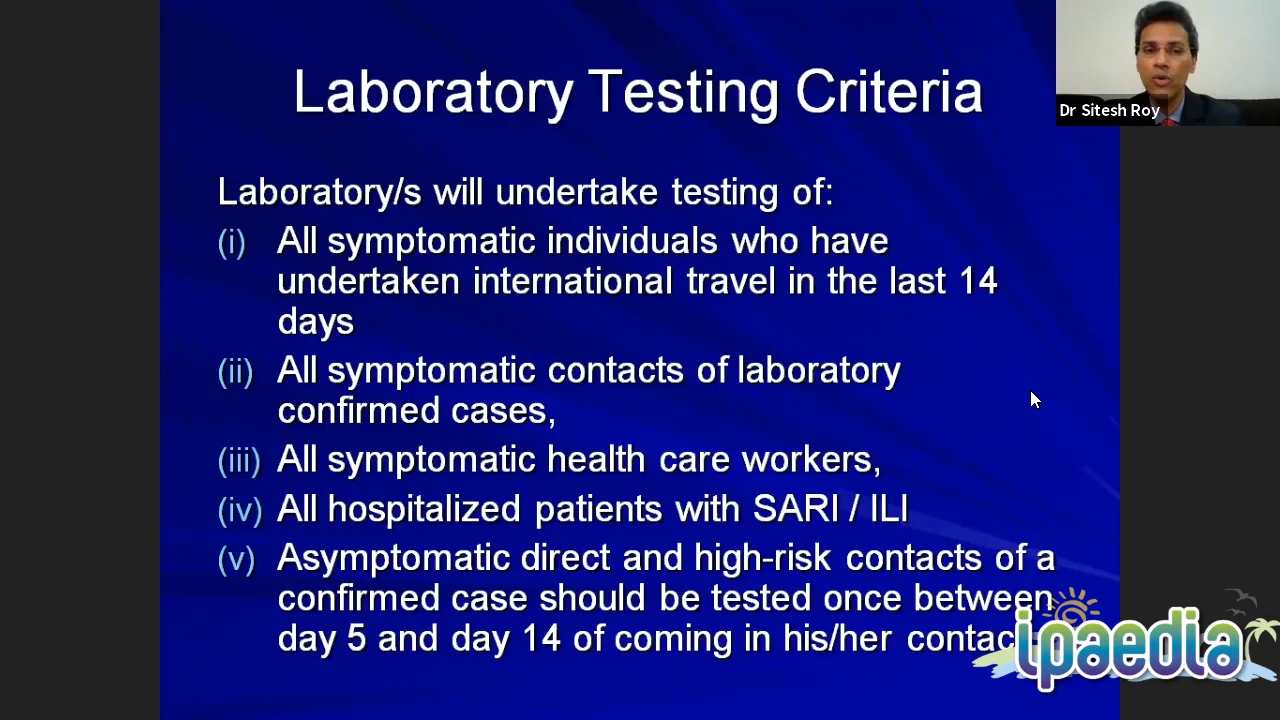 Laboratory Testing Criteria
Dr Sitesh Roy
Laboratory/s will undertake testing of:
(i) All symptomatic individuals who have
undertaken international travel in the last 14
days
(ii) All symptomatic contacts of laboratory
confirmed cases,
(iii) All symptomatic health care workers,
(iv) All hospitalized patients with SARI / ILI
(v) Asymptomatic direct and high-risk contacts of a
confirmed case should be tested once between
day 5 and day 14 of coming in his/her
ipaedia